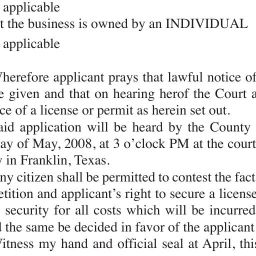 applicable
t the business is owned by an INDIVIDUAL
applicable
Wherefore applicant prays that lawful notice of
e given and that on hearing herof the Court a
ce of a license or permit as herein set out.
aid application will be heard by the County
ay of May, 2008, at 3 o'clock PM at the court
y in Franklin, Texas.
ny citizen shall be permitted to contest the fact
etition and applicant's right to secure a license
security for all costs which will be incurred
d the same be decided in favor of the applicant
Witness my hand and official seal at April, this